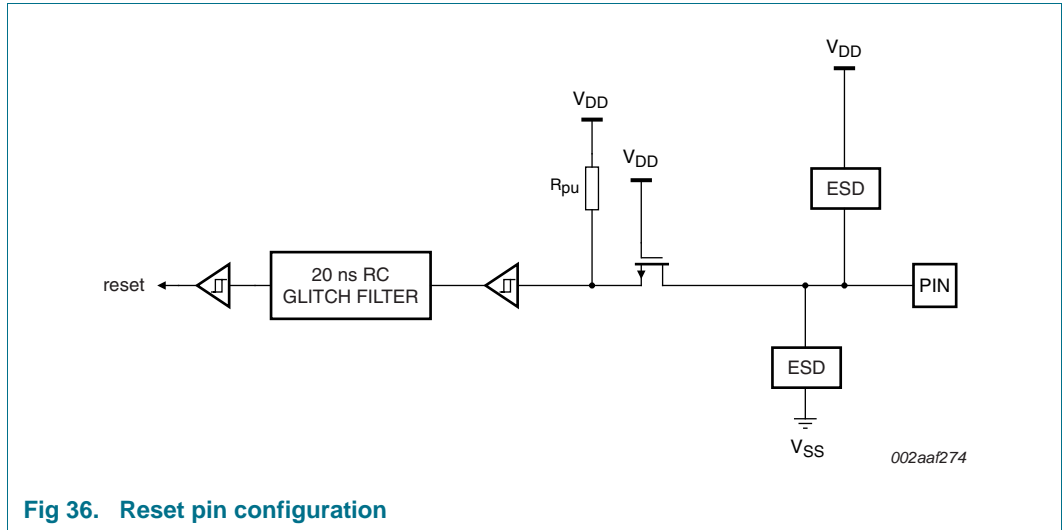 VDD
VDD
VDD
Rpu
ESD
reset
20 ns RC
GLITCH FILTER
PIN
ESD
VSS
002aaf274
Fig 36. Reset pin configuration